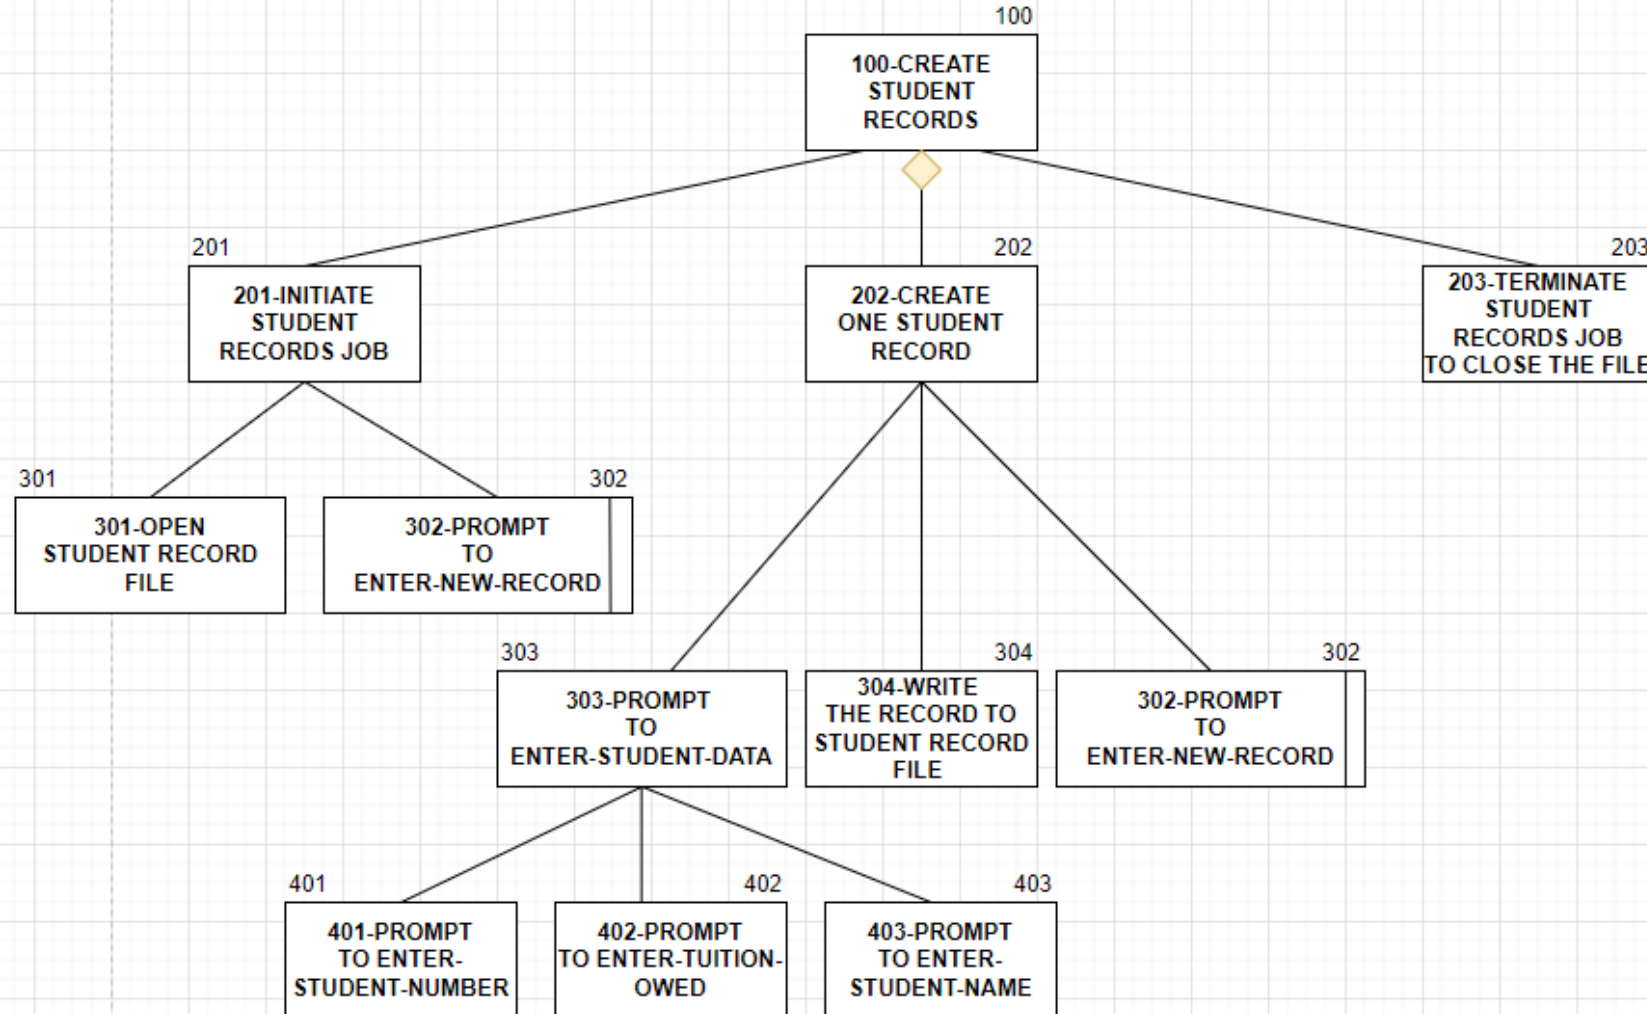 100
100-CREATE
STUDENT
RECORDS
201
201-INITIATE
STUDENT
RECORDS JOB
202
202-CREATE
ONE STUDENT
RECORD
203
203-TERMINATE
STUDENT
RECORDS JOB
TO CLOSE THE FILE
301
301-OPEN
STUDENT RECORD
FILE
302
302-PROMPT
TO
ENTER-NEW-RECORD
303
303-PROMPT
TO
ENTER-STUDENT-DATA
304
304-WRITE
THE RECORD TO
STUDENT RECORD
FILE
302
302-PROMPT
TO
ENTER-NEW-RECORD
401
401-PROMPT
TO ENTER-
STUDENT-NUMBER
402
402-PROMPT
TO ENTER-TUITION-
OWED
403
403-PROMPT
TO ENTER-
STUDENT-NAME